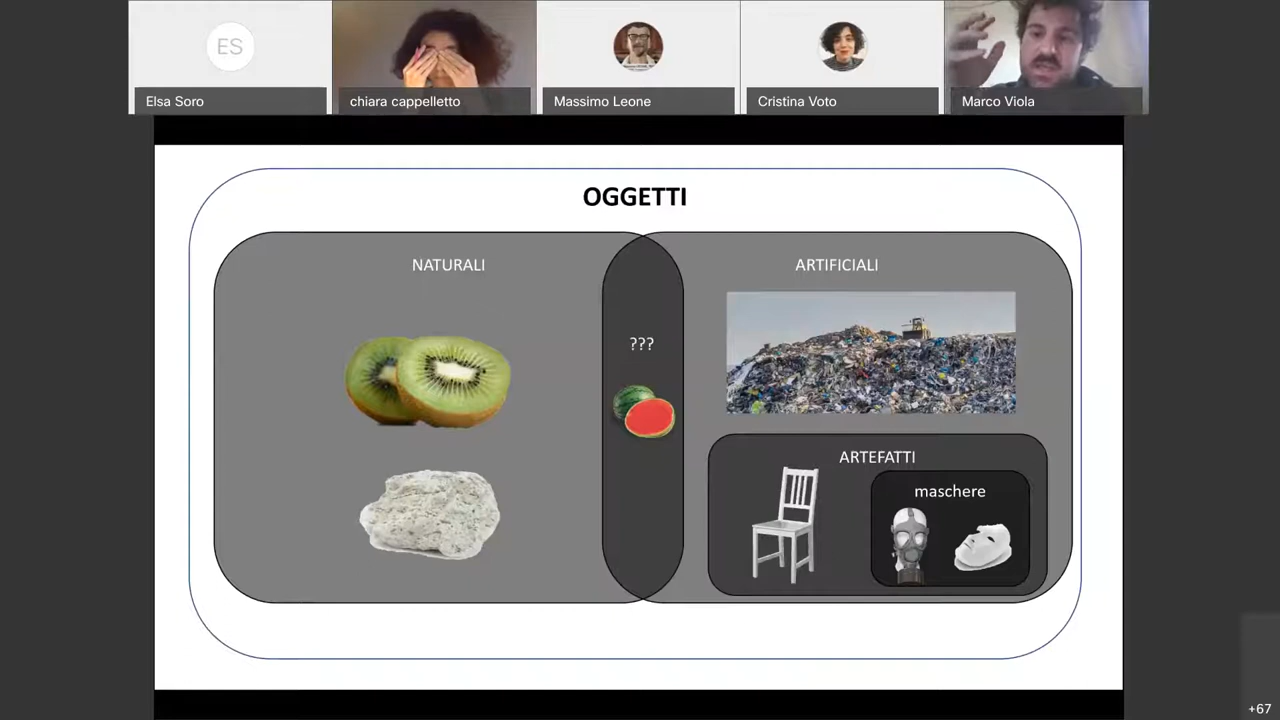 ES
Elsa Soro
chiara cappelletto
Massimo Leone
Cristina Voto
Marco Viola
OGGETTI
NATURALI
ARTIFICIALI
???
ARTEFATTI
maschere
+67